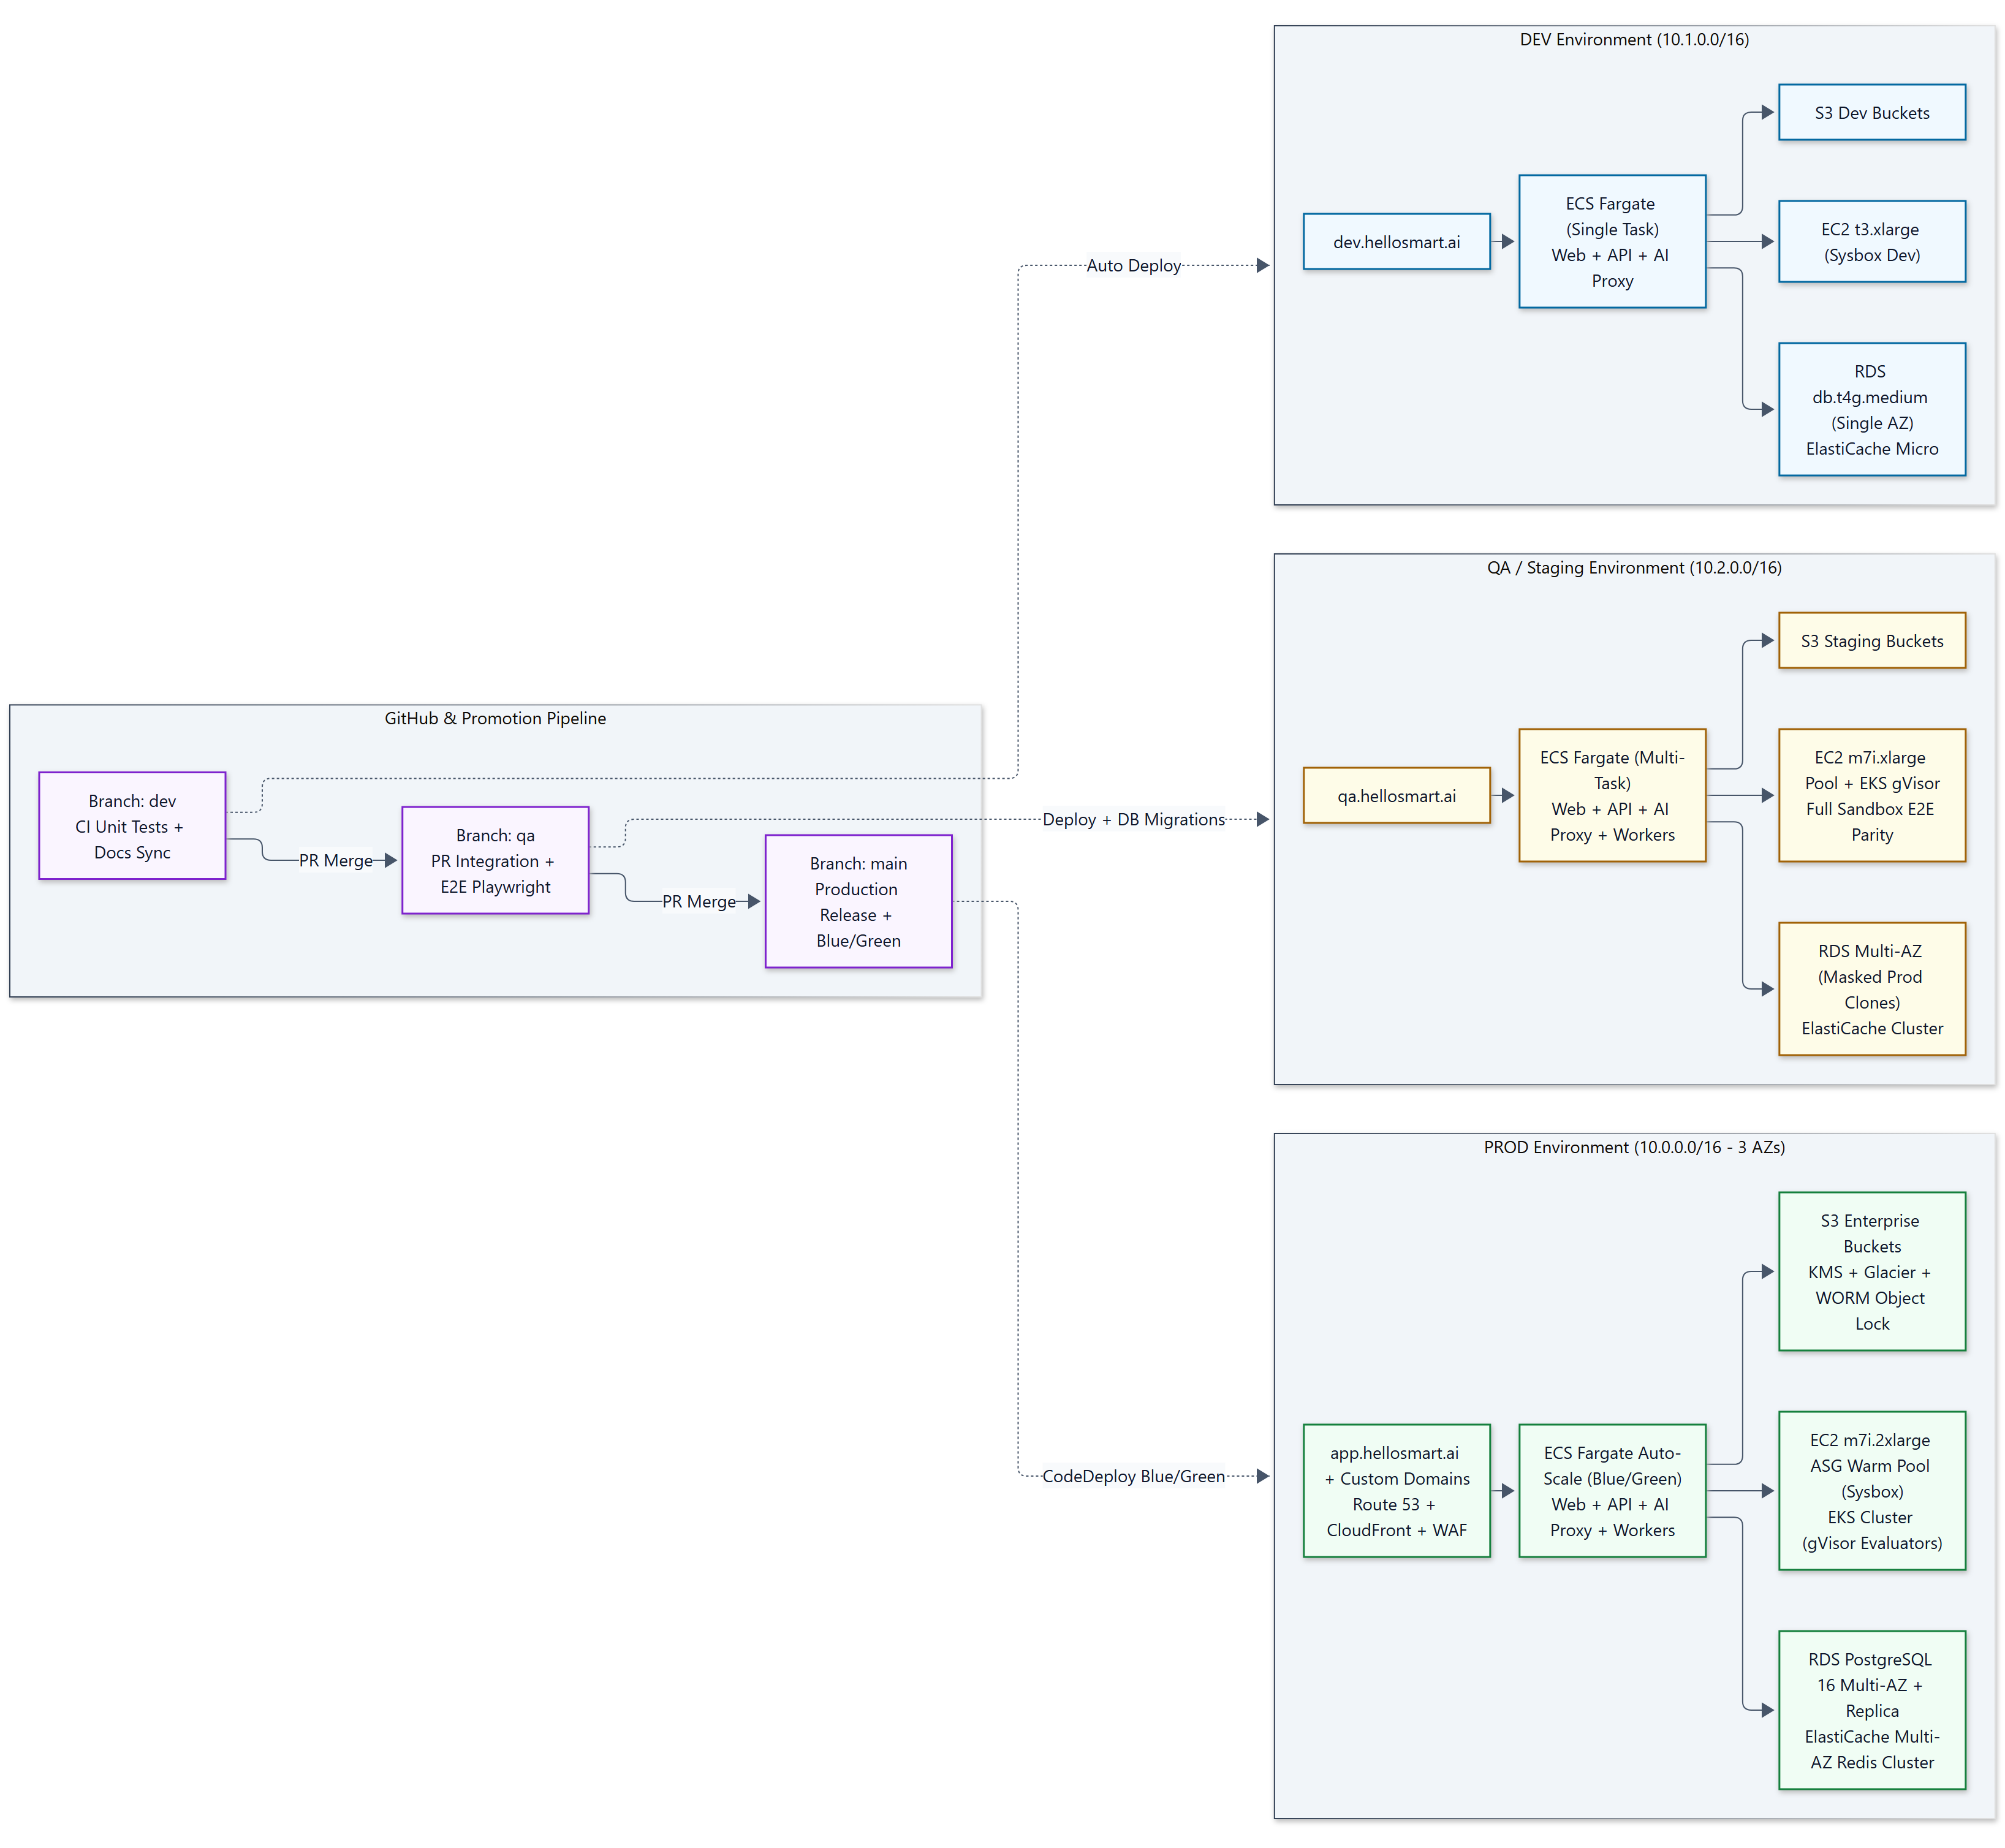 DEV Environment (10.1.0.0/16)
S3 Dev Buckets
dev.hellosmart.ai
ECS Fargate
(Single Task)
Web + API + AI
Proxy
EC2 t3.xlarge
(Sysbox Dev)
RDS
db.t4g.medium
(Single AZ)
ElastiCache Micro
Auto Deploy
QA / Staging Environment (10.2.0.0/16)
S3 Staging Buckets
qa.hellosmart.ai
ECS Fargate (Multi-
Task)
Web + API + AI
Proxy + Workers
EC2 m7i.xlarge
Pool + EKS gVisor
Full Sandbox E2E
Parity
RDS Multi-AZ
(Masked Prod
Clones)
ElastiCache Cluster
GitHub & Promotion Pipeline
Branch: dev
CI Unit Tests +
Docs Sync
PR Merge
Branch: qa
PR Integration +
E2E Playwright
PR Merge
Branch: main
Production
Release +
Blue/Green
Deploy + DB Migrations
CodeDeploy Blue/Green
PROD Environment (10.0.0.0/16 - 3 AZs)
S3 Enterprise
Buckets
KMS + Glacier +
WORM Object
Lock
app.hellosmart.ai
+ Custom Domains
Route 53 +
CloudFront + WAF
ECS Fargate Auto-
Scale (Blue/Green)
Web + API + AI
Proxy + Workers
EC2 m7i.2xlarge
ASG Warm Pool
(Sysbox)
EKS Cluster
(gVisor Evaluators)
RDS PostgreSQL
16 Multi-AZ +
Replica
ElastiCache Multi-
AZ Redis Cluster